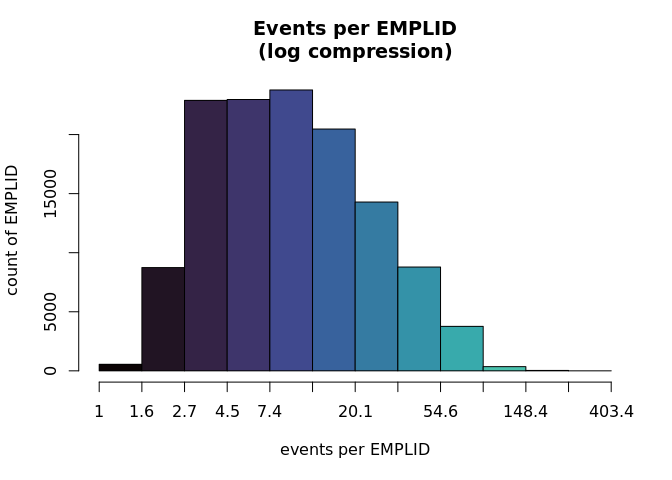 Events per EMPLID
(log compression)
count of EMPLID
15000
5000
0
1 1.6 2.7 4.5 7.4 20.1 54.6 148.4 403.4
events per EMPLID